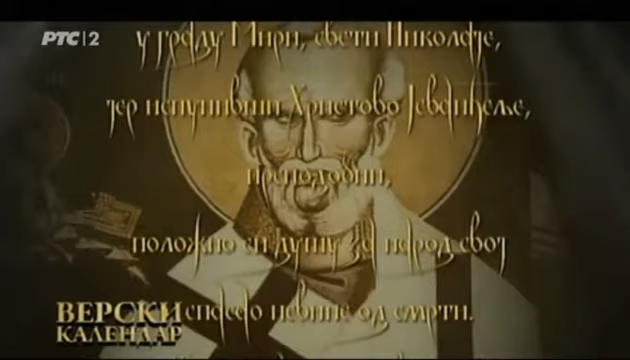 РТС|2
у граду Мири, свети Николаје,
јер испунивши Христово Јеванђеље,
преподобни,
положио си душу за народ свој
спасао невине од смрти.
ВЕРСКИ
КАЛЕНДАР